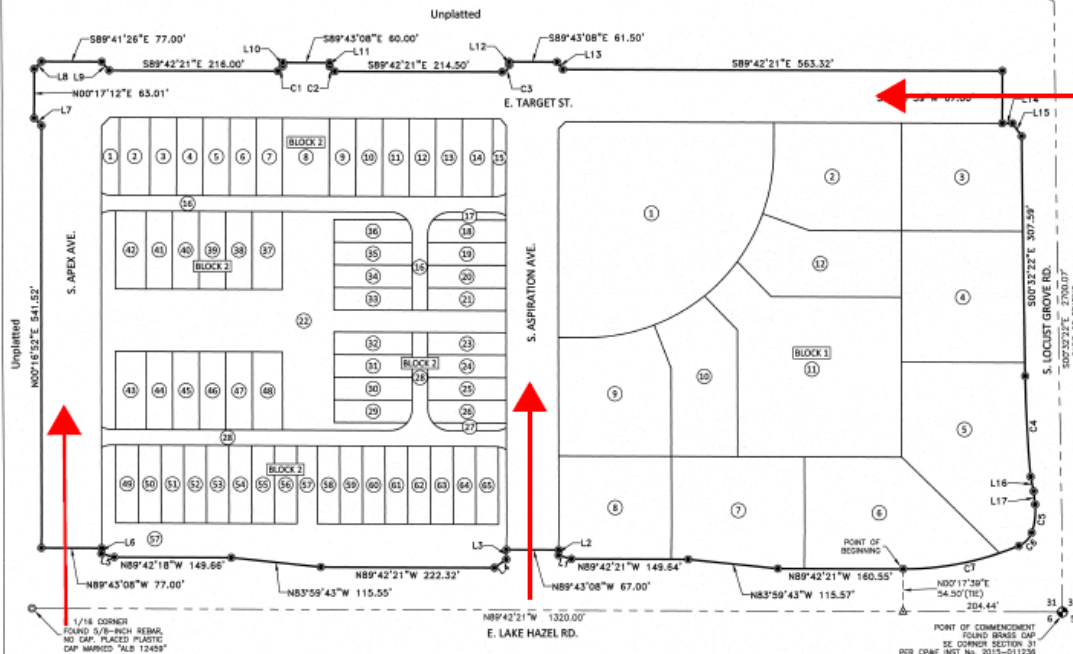 Unplatted
S89°41'26"E 77.00'
L10
S89°43'08"E 60.00'
L11
L12
S89°43'08"E 61.50'
L13
L8 L9
S89°42'21"E 216.00'
C1 C2
S89°42'21"E 214.50'
C3
S89°42'21"E 563.32'
N00°17'12"E 63.01'
L7
E. TARGET ST.
L14
L15
BLOCK 2
1 2 3 4 5 6 7 8 9 10 11 12 13 14 15
16
17
36 18
35 19
34 20
33 21
16
42 41 40 39 38 37
BLOCK 2
22
32 23
31 24
BLOCK 2
28
30 25
29 26
27
43 44 45 46 47 48
28
BLOCK 2
49 50 51 52 53 54 55 56 57 58 59 60 61 62 63 64 65
57
S. APEX AVE.
Unplatted
N00°16'52"E 541.52'
S. ASPIRATION AVE.
1
2
3
12
4
BLOCK 1
11
10
9
5
8
7
6
S00°32'22"E 307.59'
S. LOCUST GROVE RD.
S00°32'22"E 2700.07'
C4
L16
L17
C5
C6
C7
POINT OF
BEGINNING
L6
L5
N89°42'18"W 149.66'
L3
L2
N89°42'21"W 149.64'
N89°43'08"W 77.00'
N83°59'43"W 115.55'
N89°42'21"W 222.32'
N89°43'08"W 67.00'
N83°59'43"W 115.57'
N89°42'21"W 160.55'
N00°17'39"E
54.50'(TIE)
204.44'
N89°42'21"W 1320.00'
E. LAKE HAZEL RD.
1/16 CORNER
FOUND 5/8-INCH REBAR,
NO CAP. PLACED PLASTIC
CAP MARKED "ALB 12459"
31
6
POINT OF COMMENCEMENT
FOUND BRASS CAP
SE CORNER SECTION 31
PER CP&F INST No. 2015-011236